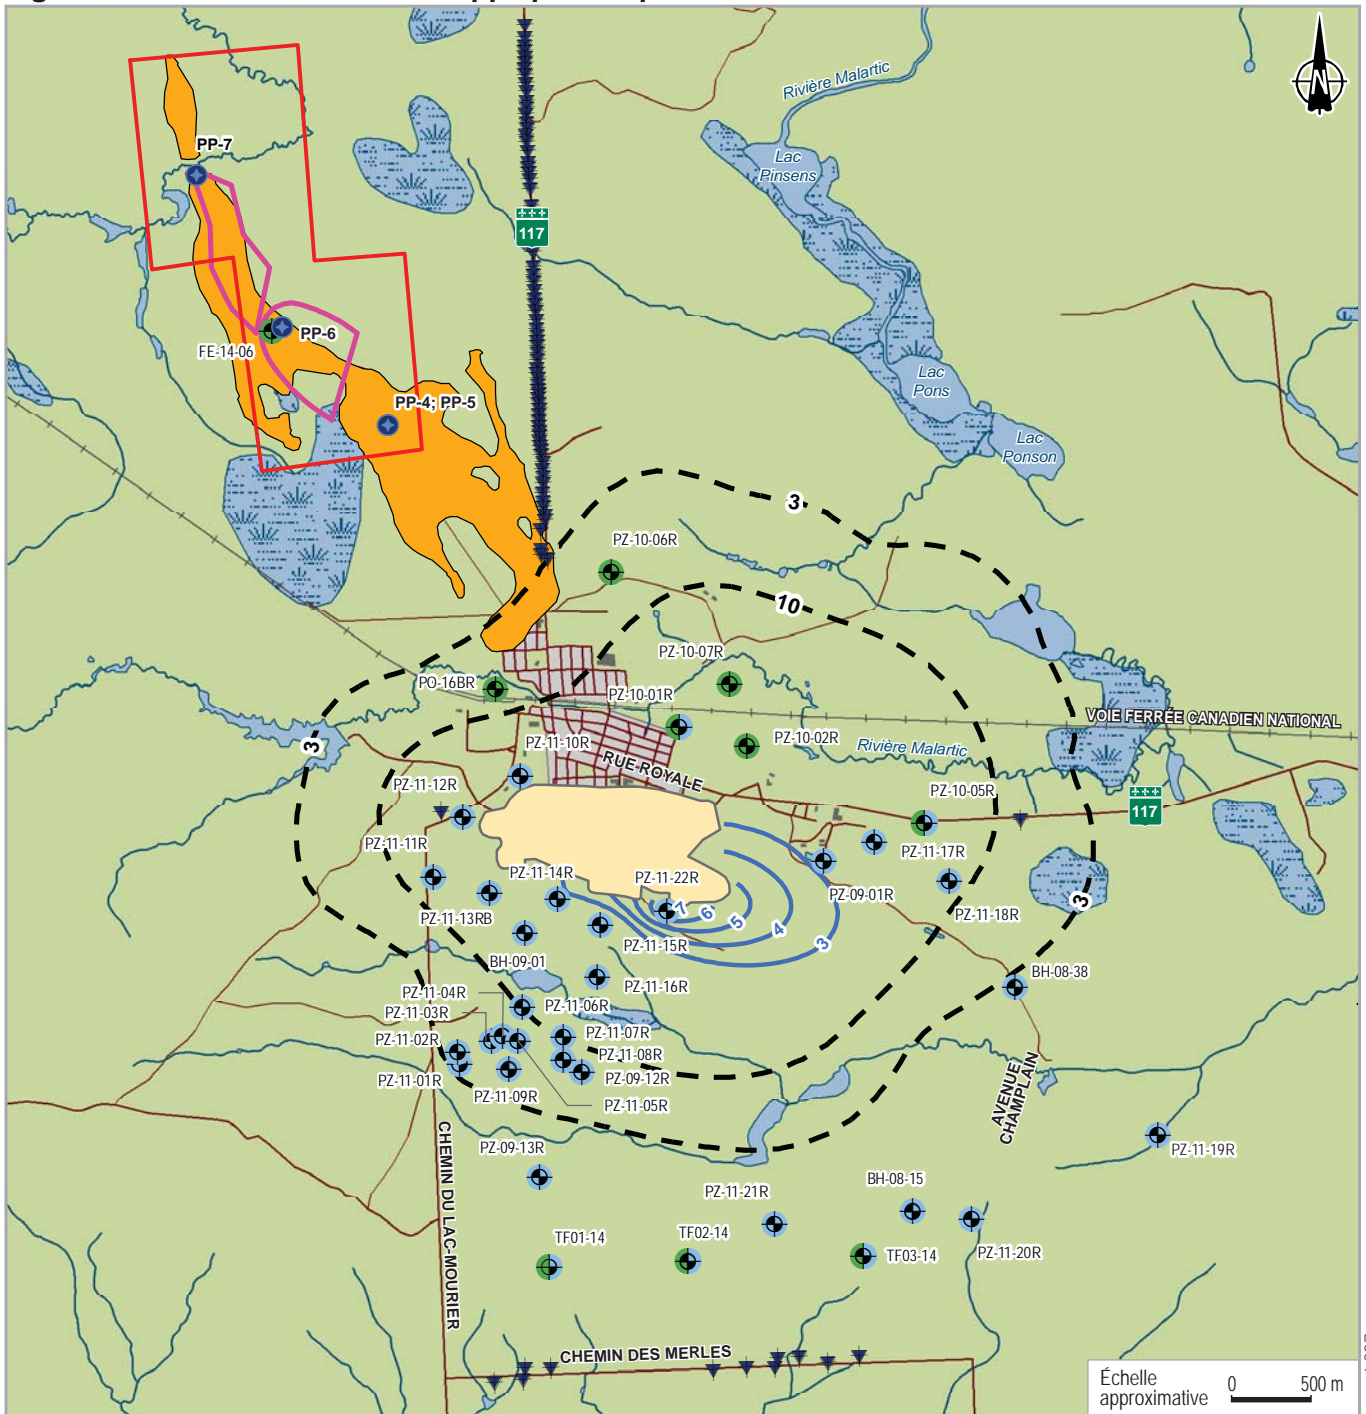 Rivière Malartic
Lac
Pinsens
PP-7
117
PP-6
FE-14-06
PP-4; PP-5
Lac
Pons
Lac
Ponson
3
PZ-10-06R
10
PZ-10-07R
PO-16BR
PZ-10-01R
VOIE FERRÉE CANADIEN NATIONAL
PZ-11-10R
PZ-10-02R
Rivière Malartic
3
RUE ROYALE
PZ-11-12R
PZ-10-05R
117
PZ-11-11R
PZ-11-17R
PZ-11-14R
PZ-11-22R
PZ-09-01R
PZ-11-18R
3
7
6
5
4
3
PZ-11-13RB
PZ-11-15R
BH-09-01
BH-08-38
PZ-11-16R
PZ-11-04R
PZ-11-06R
PZ-11-03R
PZ-11-07R
PZ-11-02R
PZ-11-08R
PZ-11-01R
PZ-09-12R
PZ-11-09R
PZ-11-05R
AVENUE
CHAMPLAIN
PZ-09-13R
PZ-11-19R
CHEMIN DU LAC-MOURIER
PZ-11-21R
BH-08-15
TF01-14
TF02-14
TF03-14
PZ-11-20R
CHEMIN DES MERLES
Échelle
approximative
0 500 m